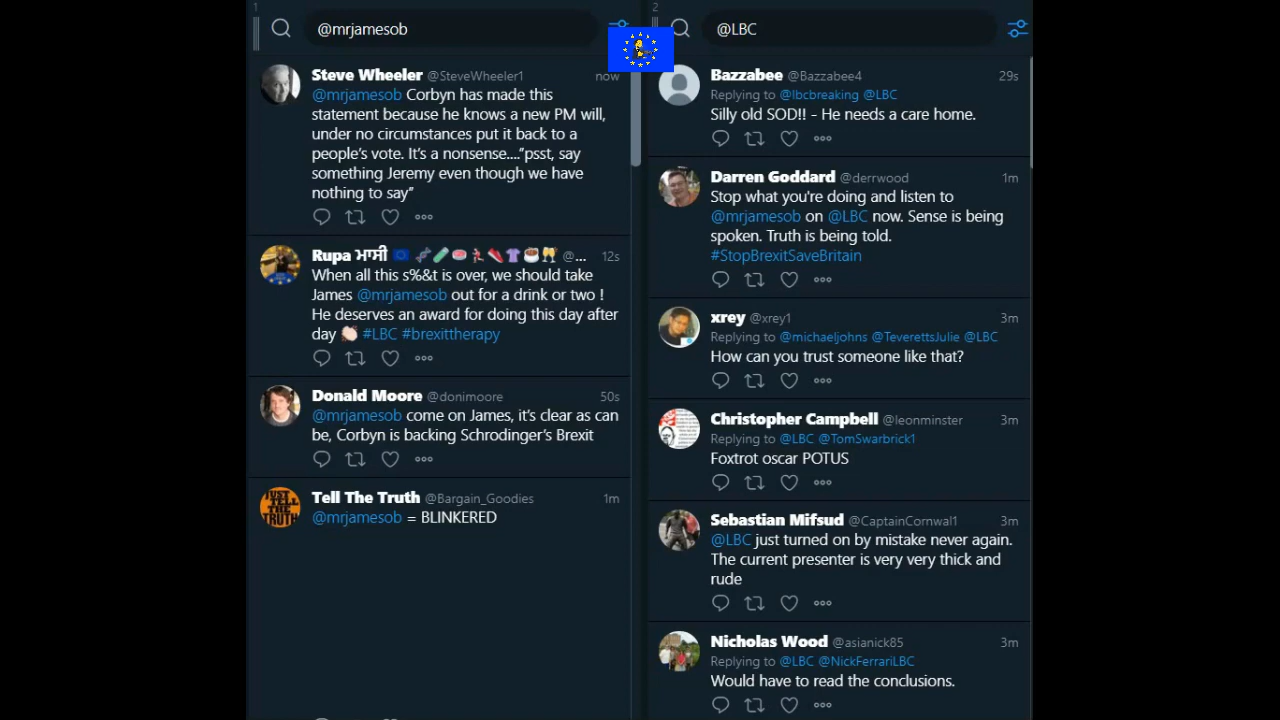 1
@mrjamesob
Steve Wheeler @SteveWheeler1 now
@mrjamesob Corbyn has made this
statement because he knows a new PM will,
under no circumstances put it back to a
people's vote. It's a nonsense...."psst, say
something Jeremy even though we have
nothing to say"
Rupa ਮਾਸੀ 🇪🇺 🧬🧪🧫💃👠👚☕🥂 @... 12s
When all this s%&t is over, we should take
James @mrjamesob out for a drink or two !
He deserves an award for doing this day after
day 👏🏻 #LBC #brexittherapy
Donald Moore @donimoore 50s
@mrjamesob come on James, it's clear as can
be, Corbyn is backing Schrodinger's Brexit
Tell The Truth @Bargain_Goodies 1m
JUST
TELL
THE
TRUTH
@mrjamesob = BLINKERED
2
@LBC
Bazzabee @Bazzabee4 29s
Replying to @lbcbreaking @LBC
Silly old SOD!! - He needs a care home.
Darren Goddard @derrwood 1m
Stop what you're doing and listen to
@mrjamesob on @LBC now. Sense is being
spoken. Truth is being told.
#StopBrexitSaveBritain
xrey @xrey1 3m
Replying to @michaeljohns @TeverettsJulie @LBC
How can you trust someone like that?
Christopher Campbell @leonminster 3m
Replying to @LBC @TomSwarbrick1
Foxtrot oscar POTUS
Sebastian Mifsud @CaptainCornwal1 3m
@LBC just turned on by mistake never again.
The current presenter is very very thick and
rude
Nicholas Wood @asianick85 3m
Replying to @LBC @NickFerrariLBC
Would have to read the conclusions.